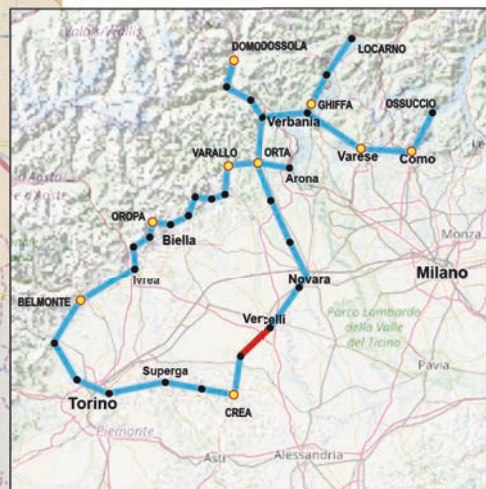 Valais/Wallis
DOMODOSSOLA
LOCARNO
GHIFFA
OSSUCCIO
Verbania
VARALLO
ORTA
Varese
Como
Arona
OROPA
Biella
Monza
Ivrea
Novara
Milano
BELMONTE
Parco Lombardo
della Valle
del Ticino
Vercelli
Pavia
Superga
Torino
CREA
Piemonte
Asti
Alessandria